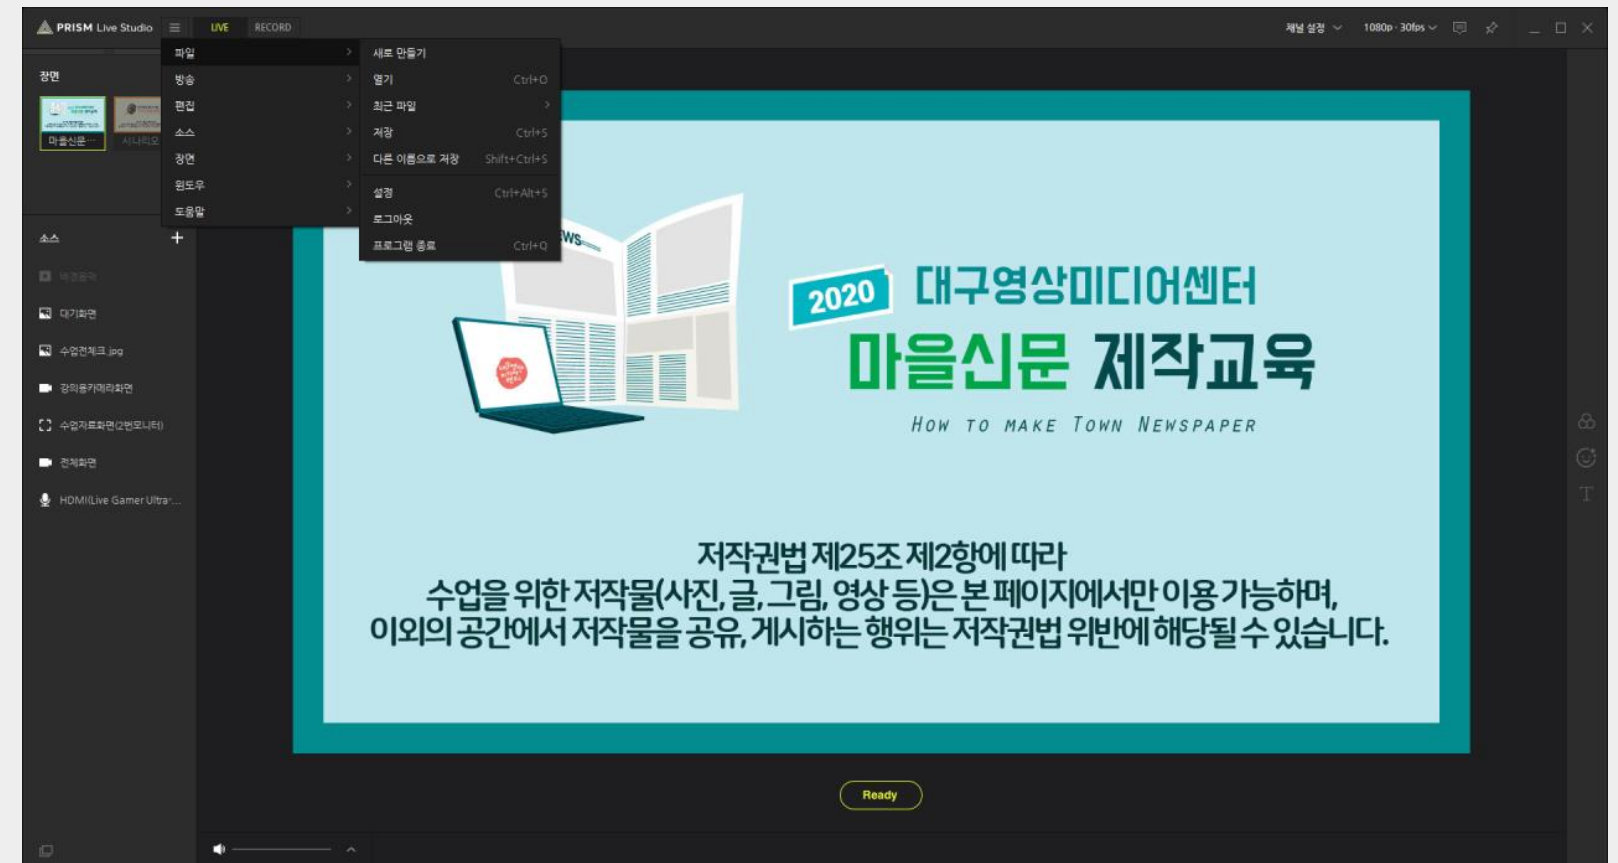 PRISM Live Studio
LIVE
RECORD
채널 설정
1080p · 30fps
파일
방송
편집
소스
장면
윈도우
도움말
새로 만들기
열기 Ctrl+O
최근 파일
저장 Ctrl+S
다른 이름으로 저장 Shift+Ctrl+S
설정 Ctrl+Alt+S
로그아웃
프로그램 종료 Ctrl+Q
장면
마을신문…
시나리오
소스
배경음악
대기화면
수업전체크.jpg
강의용카메라화면
수업자료화면(2번모니터)
전체화면
HDMI(Live Gamer Ultra-...
WS
2020 대구영상미디어센터
마을신문 제작교육
HOW TO MAKE TOWN NEWSPAPER
저작권법 제25조 제2항에 따라
수업을 위한 저작물(사진, 글, 그림, 영상 등)은 본 페이지에서만 이용 가능하며,
이외의 공간에서 저작물을 공유, 게시하는 행위는 저작권법 위반에 해당될 수 있습니다.
Ready